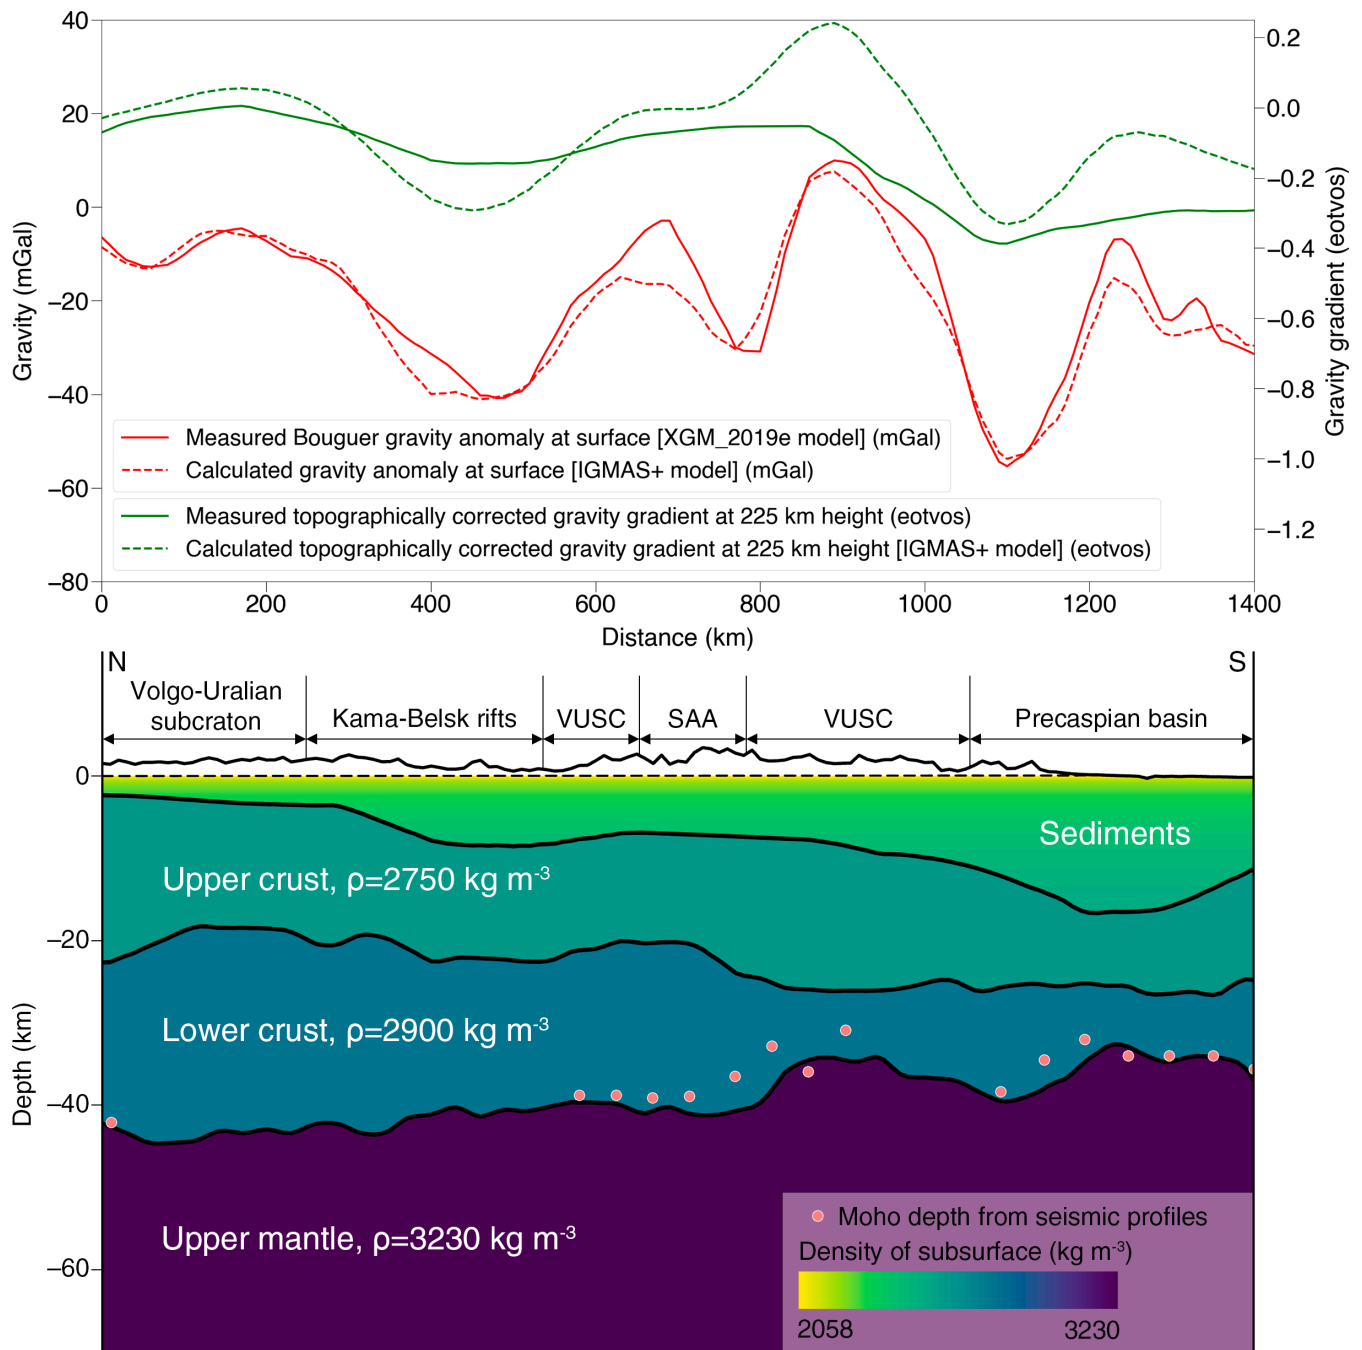 40
20
0
−20
−40
−60
−80
Gravity (mGal)
0.2
0.0
−0.2
−0.4
−0.6
−0.8
−1.0
−1.2
Gravity gradient (eotvos)
Measured Bouguer gravity anomaly at surface [XGM_2019e model] (mGal)
Calculated gravity anomaly at surface [IGMAS+ model] (mGal)
Measured topographically corrected gravity gradient at 225 km height (eotvos)
Calculated topographically corrected gravity gradient at 225 km height [IGMAS+ model] (eotvos)
0 200 400 600 800 1000 1200 1400
Distance (km)
N S
Volgo-Uralian
subcraton
Kama-Belsk rifts VUSC SAA VUSC Precaspian basin
0
−20
−40
−60
Depth (km)
Sediments
Upper crust, ρ=2750 kg m-3
Lower crust, ρ=2900 kg m-3
Upper mantle, ρ=3230 kg m-3
Moho depth from seismic profiles
Density of subsurface (kg m-3)
2058 3230